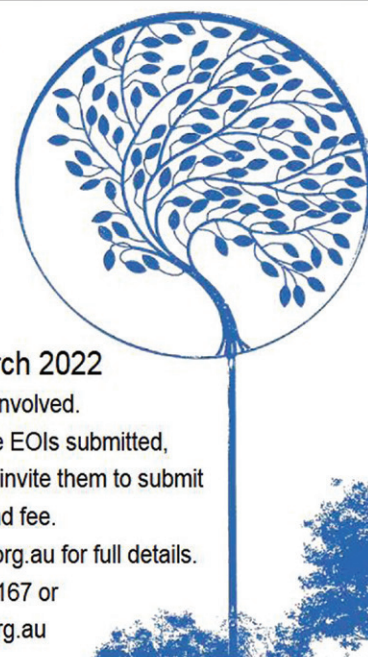 rch 2022
nvolved.
e EOIs submitted,
invite them to submit
d fee.
org.au for full details.
167 or
rg.au